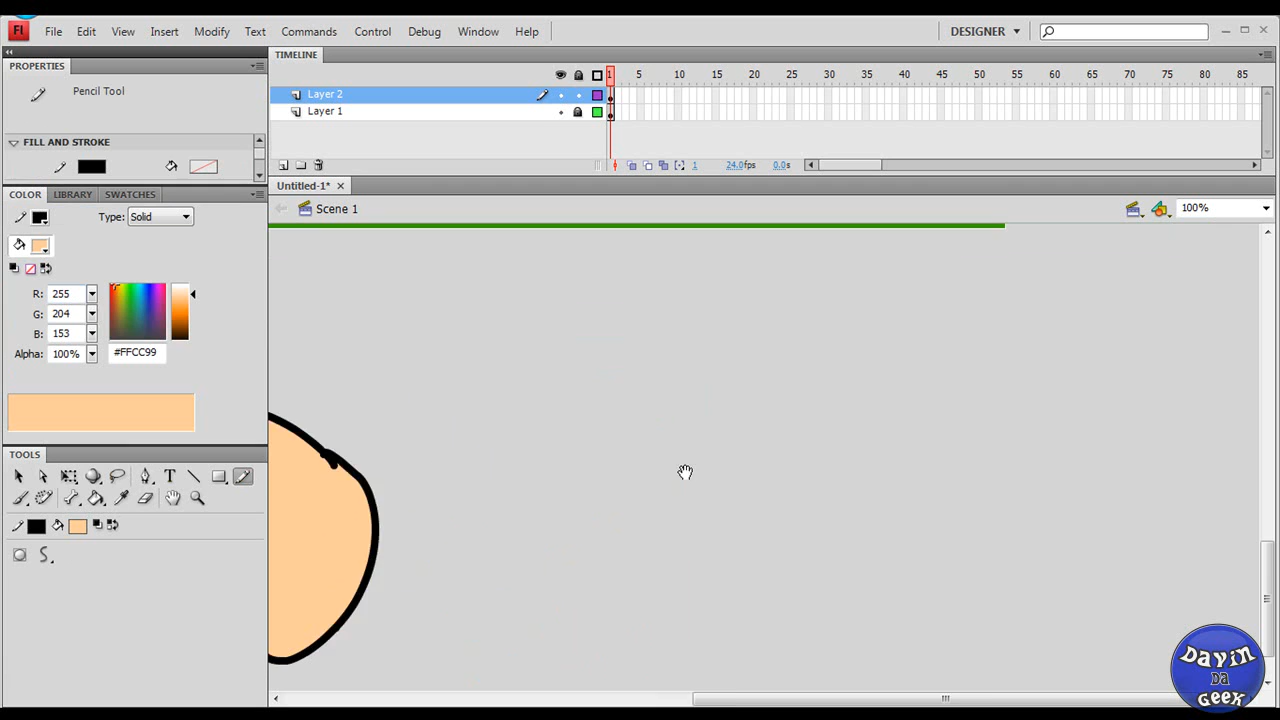 Fl File Edit View Insert Modify Text Commands Control Debug Window Help DESIGNER
PROPERTIES
Pencil Tool
FILL AND STROKE
COLOR LIBRARY SWATCHES
Type: Solid
R: 255
G: 204
B: 153
Alpha: 100% #FFCC99
TOOLS
TIMELINE
1 5 10 15 20 25 30 35 40 45 50 55 60 65 70 75 80 85
Layer 2
Layer 1
1 24.0fps 0.0s
Untitled-1*
Scene 1 100%
Dayin
Da
Geek